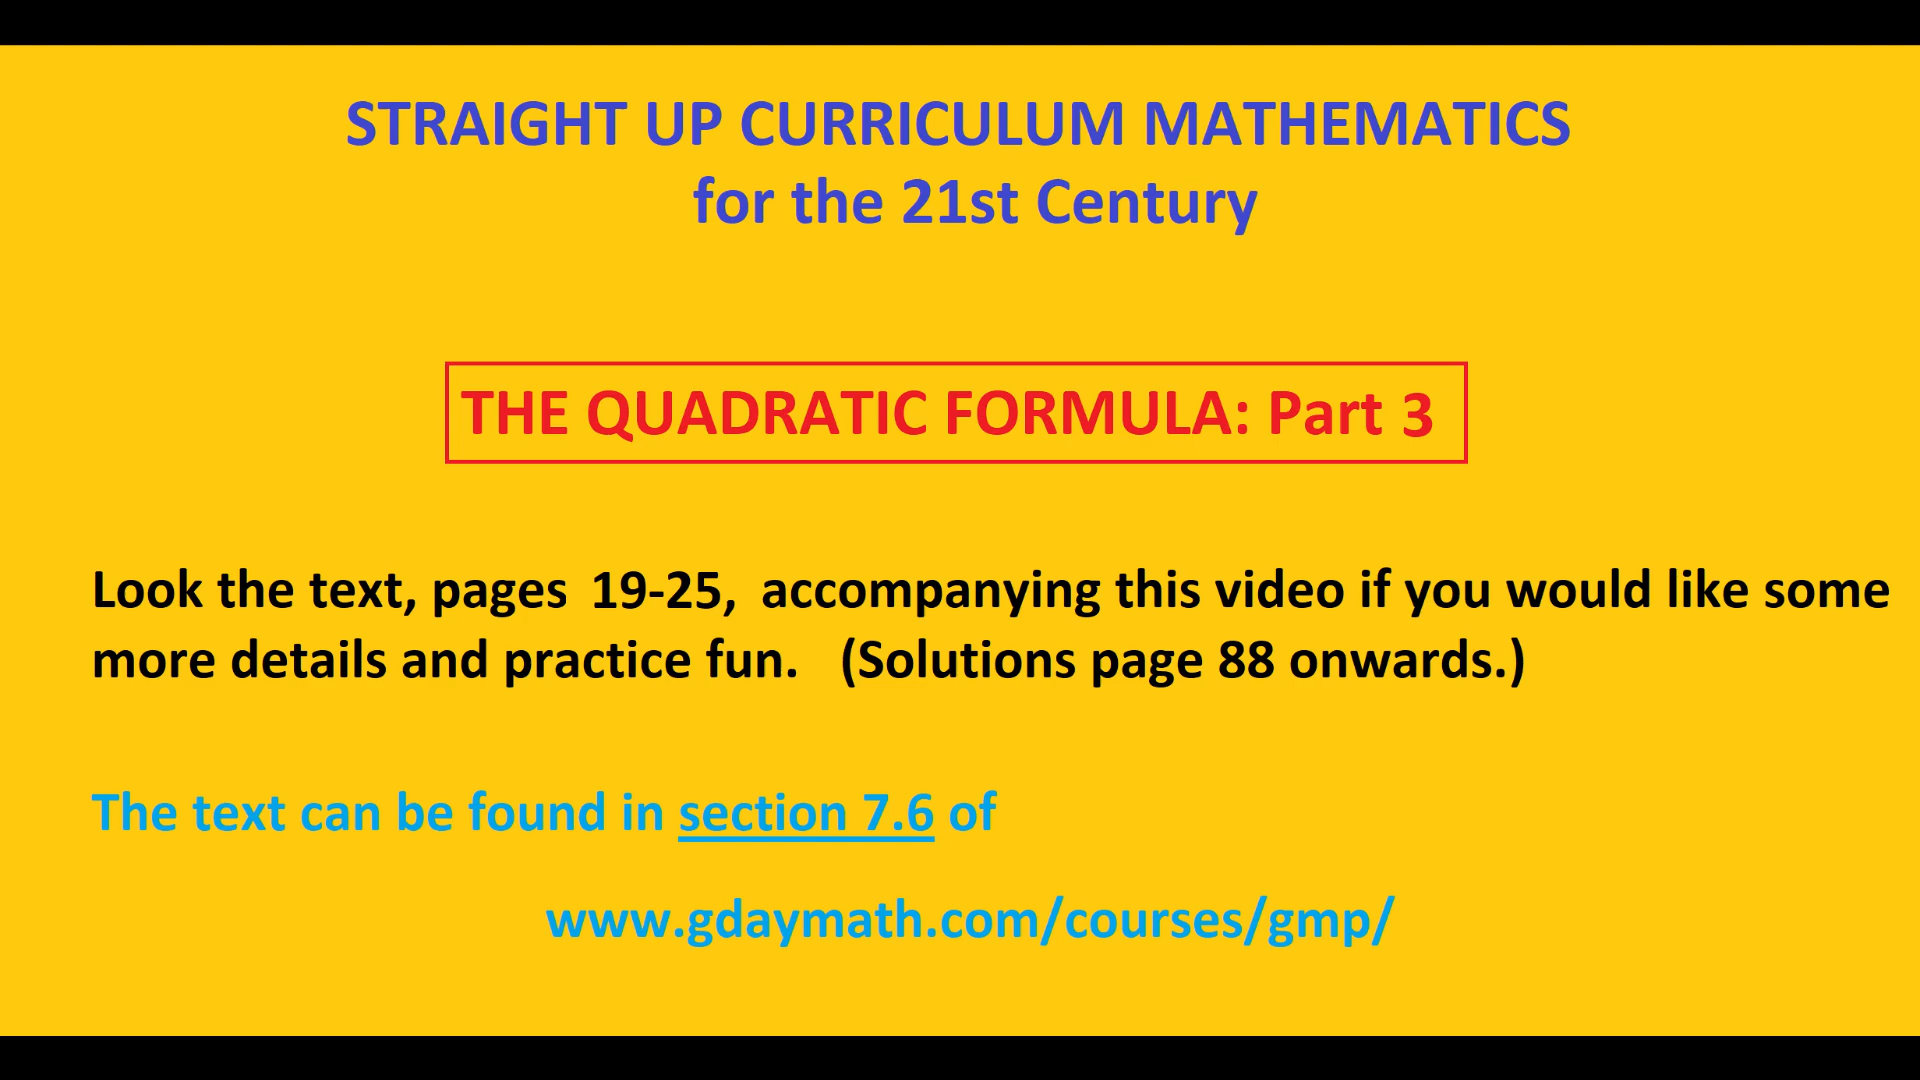 STRAIGHT UP CURRICULUM MATHEMATICS
for the 21st Century
THE QUADRATIC FORMULA: Part 3
Look the text, pages 19-25, accompanying this video if you would like some
more details and practice fun. (Solutions page 88 onwards.)
The text can be found in section 7.6 of
www.gdaymath.com/courses/gmp/